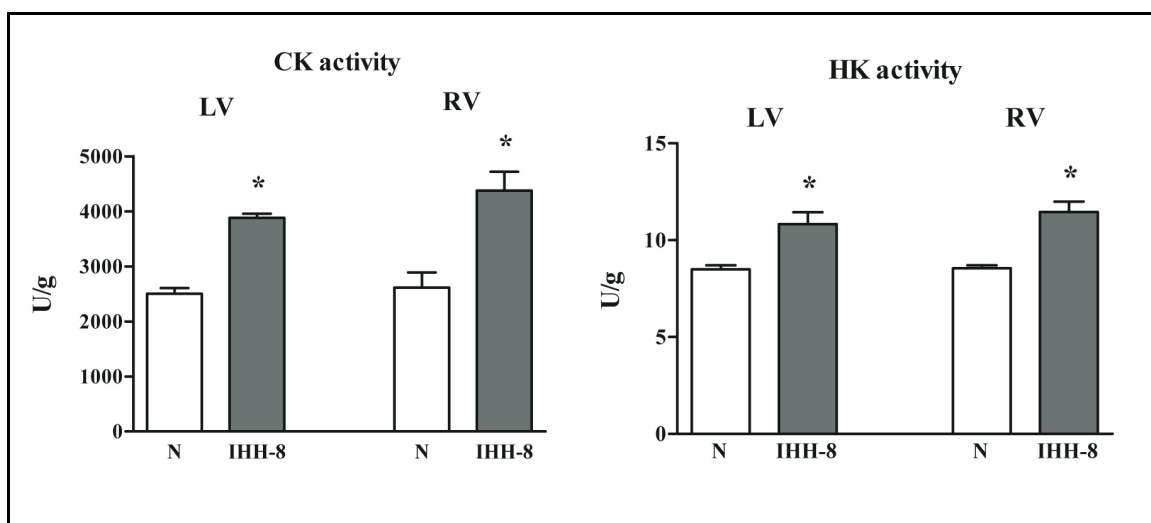 CK activity
LV RV
* *
5000
4000
3000
2000
1000
0
U/g
N IHH-8 N IHH-8
HK activity
LV RV
* *
15
10
5
0
U/g
N IHH-8 N IHH-8